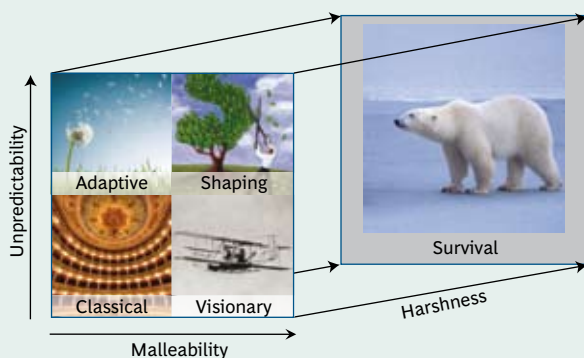 Unpredictability
Adaptive
Shaping
Classical
Visionary
Malleability
Survival
Harshness